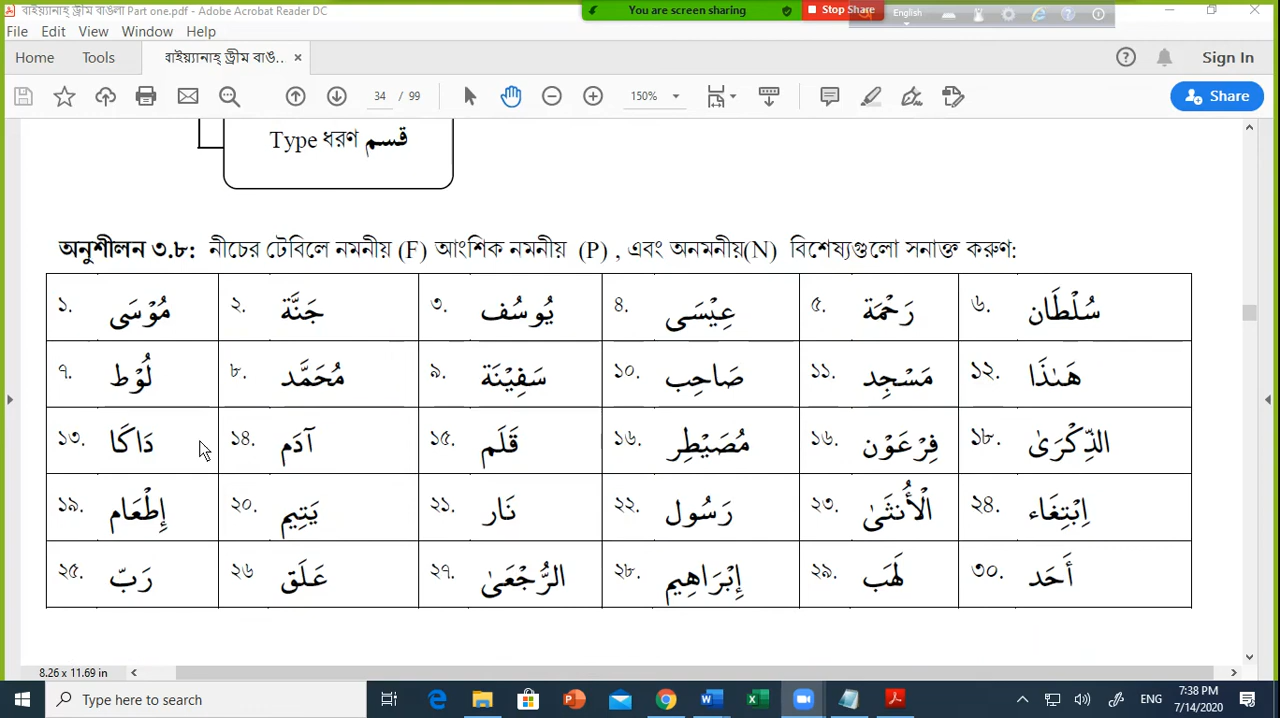 বাইয়্যানাহ্ ড্রীম বাঙলা Part one.pdf - Adobe Acrobat Reader DC
You are screen sharing
Stop Share
English
File Edit View Window Help
Home Tools বাইয়্যানাহ্ ড্রীম বাঙ... × Sign In
34 / 99 150% Share
Type ধরণ قسم
অনুশীলন ৩.৮: নীচের টেবিলে নমনীয় (F) আংশিক নমনীয় (P) , এবং অনমনীয়(N) বিশেষ্যগুলো সনাক্ত করুণ:
১. مُوْسَى ২. جَنَّة ৩. يُوسُف ৪. عِيْسَى ৫. رَحْمَة ৬. سُلْطَان
৭. لُوْط ৮. مُحَمَّد ৯. سَفِيْنَة ১০. صَاحِب ১১. مَسْجِد ১২. هَـٰذَا
১৩. دَاكَا ১৪. آدَم ১৫. قَلَم ১৬. مُصَيْطِر ১৬. فِرْعَوْن ১৮. الذِّكْرَىٰ
১৯. إِطْعَام ২০. يَتِيم ২১. نَار ২২. رَسُول ২৩. الْأُنثَىٰ ২৪. اِبْتِغَاء
২৫. رَبّ ২৬ عَلَق ২৭. الرُّجْعَىٰ ২৮. إِبْرَاهِيم ২৯. لَهَب ৩০. أَحَد
8.26 x 11.69 in
Type here to search ENG 7:38 PM
7/14/2020